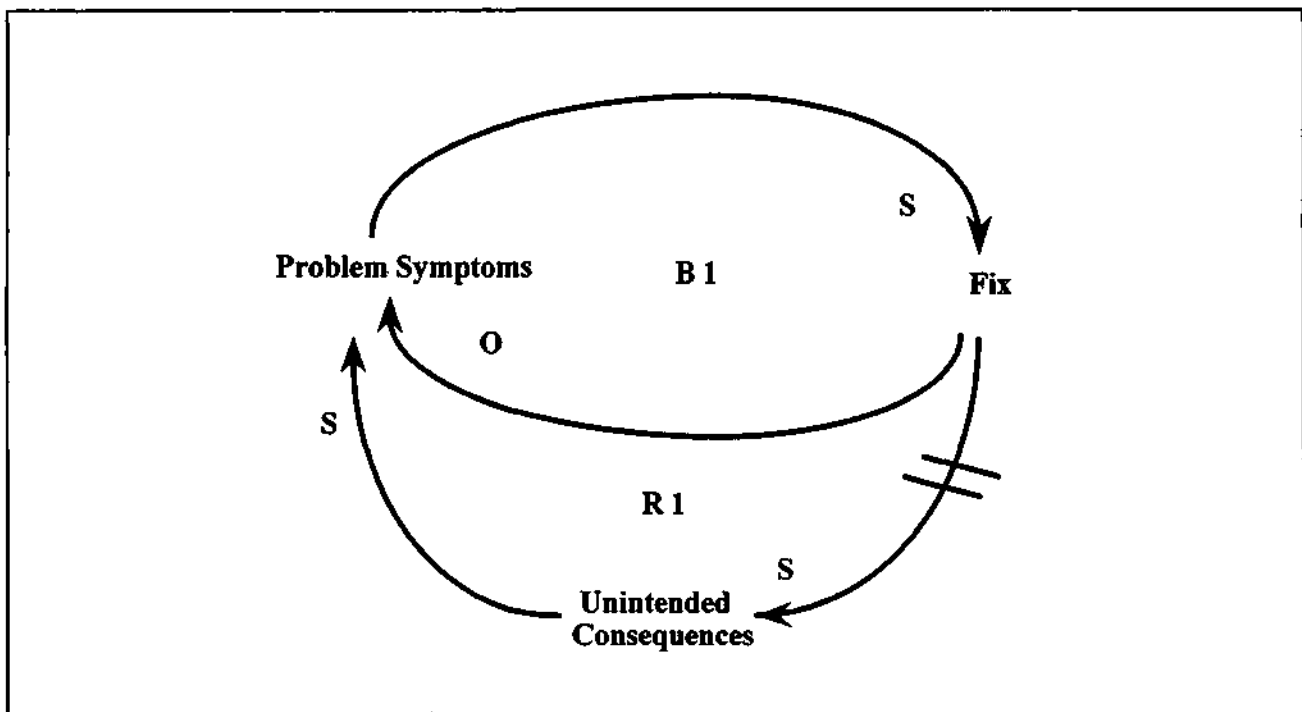 S
Problem Symptoms
B 1
Fix
O
S
R 1
S
Unintended
Consequences